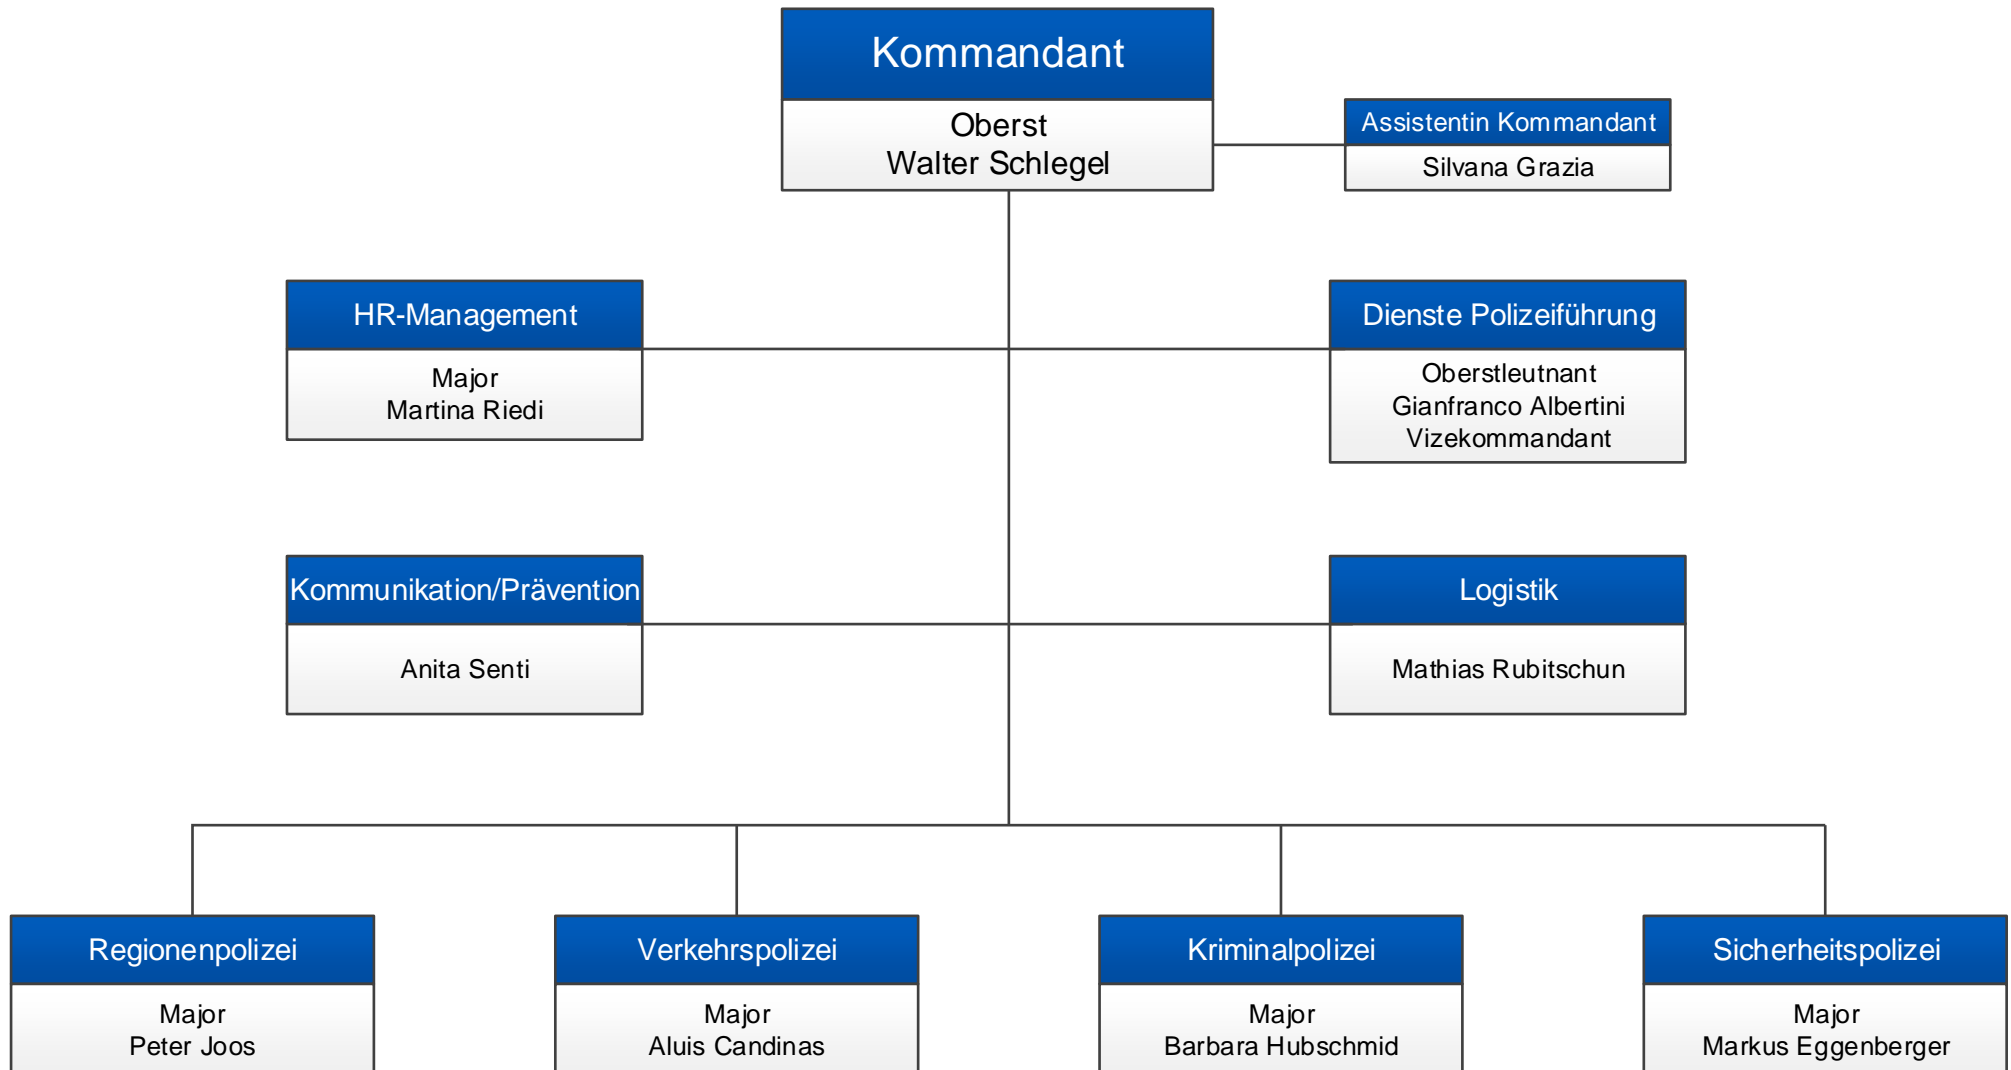 Kommandant
Oberst
Walter Schlegel
Assistentin Kommandant
Silvana Grazia
HR-Management
Major
Martina Riedi
Dienste Polizeiführung
Oberstleutnant
Gianfranco Albertini
Vizekommandant
Kommunikation/Prävention
Anita Senti
Logistik
Mathias Rubitschun
Regionenpolizei
Major
Peter Joos
Verkehrspolizei
Major
Aluis Candinas
Kriminalpolizei
Major
Barbara Hubschmid
Sicherheitspolizei
Major
Markus Eggenberger